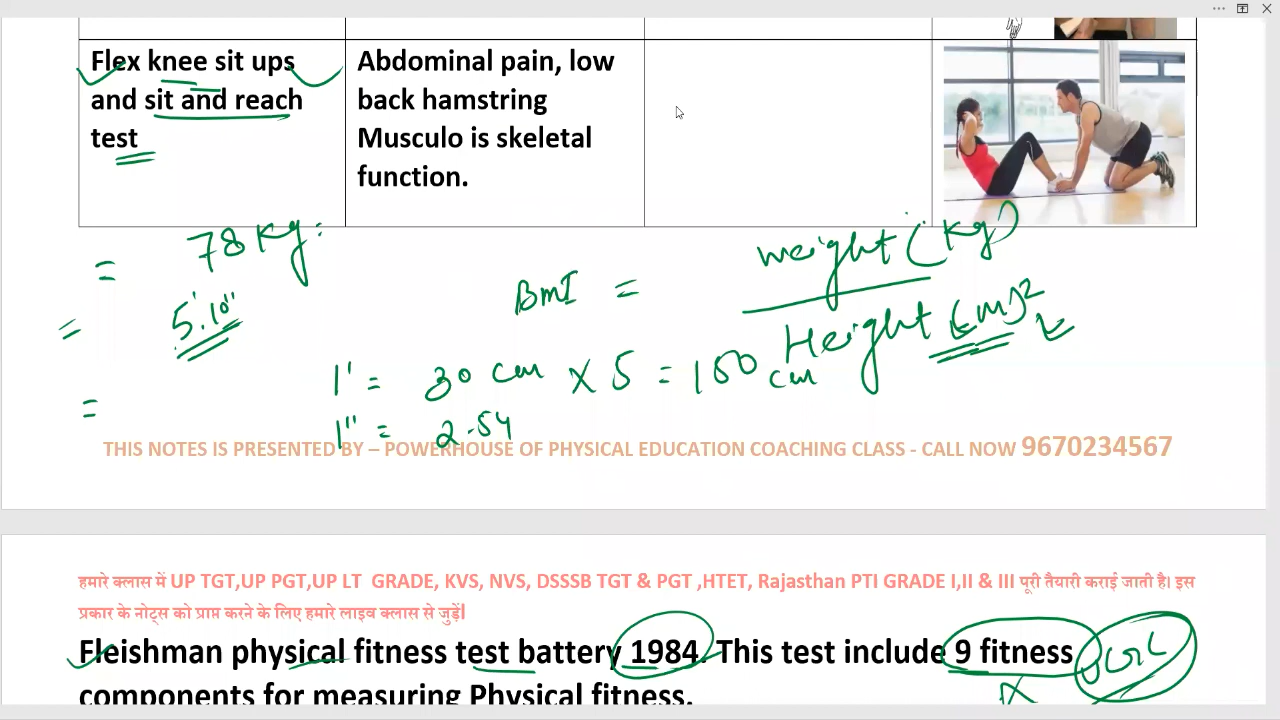 Flex knee sit ups
and sit and reach
test
Abdominal pain, low
back hamstring
Musculo is skeletal
function.
= 78 Kg.
= 5'.10"
BmI = weight (Kg)
Height (m)2
1' = 30 cm X 5 = 150 cm
=
1" = 2.54
THIS NOTES IS PRESENTED BY – POWERHOUSE OF PHYSICAL EDUCATION COACHING CLASS - CALL NOW 9670234567
हमारे क्लास में UP TGT,UP PGT,UP LT GRADE, KVS, NVS, DSSSB TGT & PGT ,HTET, Rajasthan PTI GRADE I,II & III पूरी तैयारी कराई जाती है। इस
प्रकार के नोट्स को प्राप्त करने के लिए हमारे लाइव क्लास से जुड़ें।
Fleishman physical fitness test battery 1984. This test include 9 fitness
components for measuring Physical fitness.